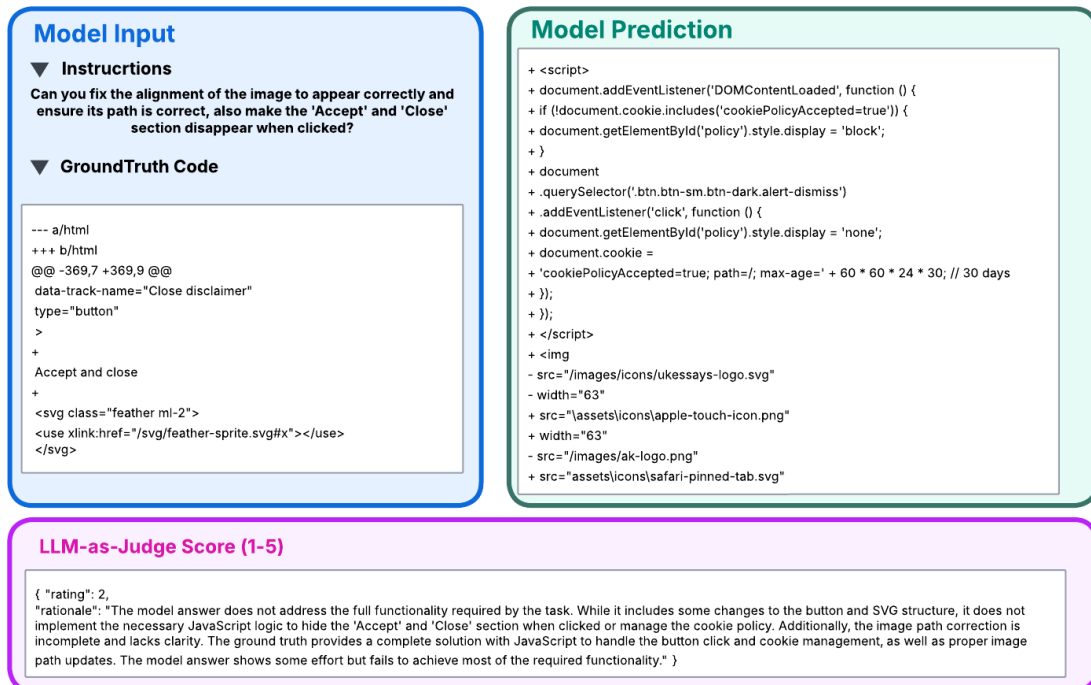 Model Input
Instrucrtions
Can you fix the alignment of the image to appear correctly and
ensure its path is correct, also make the 'Accept' and 'Close'
section disappear when clicked?
GroundTruth Code
--- a/html
+++ b/html
@@ -369,7 +369,9 @@
data-track-name="Close disclaimer"
type="button"
>
+
Accept and close
+
<svg class="feather ml-2">
<use xlink:href="/svg/feather-sprite.svg#x"></use>
</svg>
Model Prediction
+ <script>
+ document.addEventListener('DOMContentLoaded', function () {
+ if (!document.cookie.includes('cookiePolicyAccepted=true')) {
+ document.getElementById('policy').style.display = 'block';
+ }
+ document
+ .querySelector('.btn.btn-sm.btn-dark.alert-dismiss')
+ .addEventListener('click', function () {
+ document.getElementById('policy').style.display = 'none';
+ document.cookie =
+ 'cookiePolicyAccepted=true; path=/; max-age=' + 60 * 60 * 24 * 30; // 30 days
+ });
+ });
+ </script>
+ <img
- src="/images/icons/ukessays-logo.svg"
- width="63"
+ src="\assets\icons\apple-touch-icon.png"
+ width="63"
- src="/images/ak-logo.png"
+ src="assets\icons\safari-pinned-tab.svg"
LLM-as-Judge Score (1-5)
{ "rating": 2,
"rationale": "The model answer does not address the full functionality required by the task. While it includes some changes to the button and SVG structure, it does not
implement the necessary JavaScript logic to hide the 'Accept' and 'Close' section when clicked or manage the cookie policy. Additionally, the image path correction is
incomplete and lacks clarity. The ground truth provides a complete solution with JavaScript to handle the button click and cookie management, as well as proper image
path updates. The model answer shows some effort but fails to achieve most of the required functionality." }